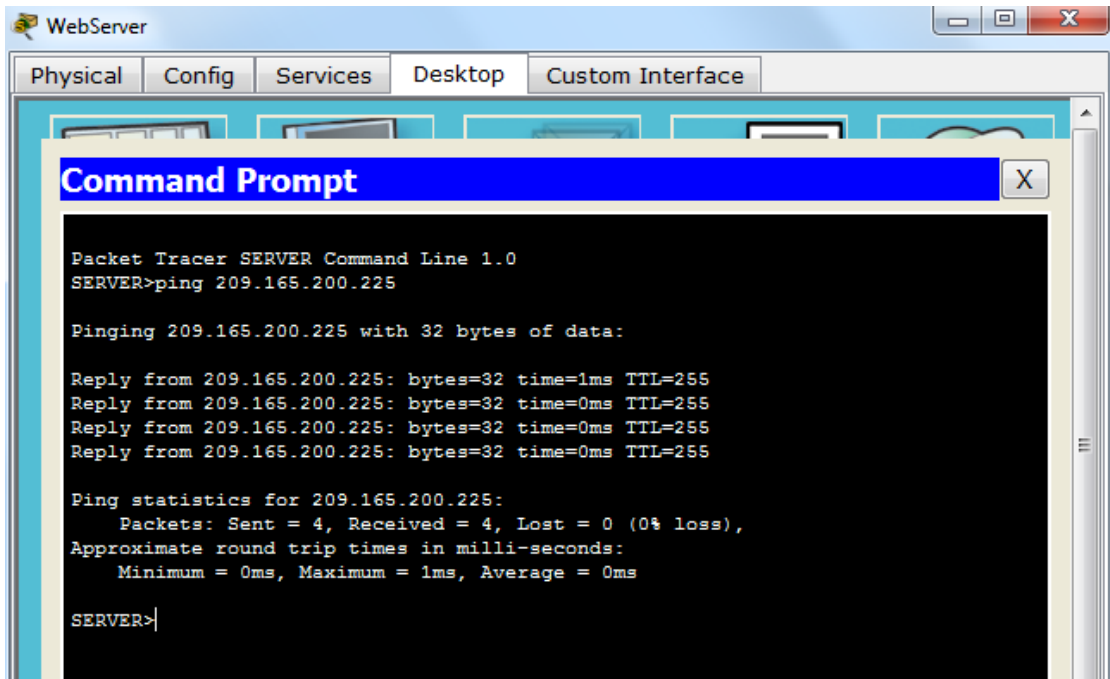 WebServer
Physical Config Services Desktop Custom Interface
Command Prompt
X
Packet Tracer SERVER Command Line 1.0
SERVER>ping 209.165.200.225
Pinging 209.165.200.225 with 32 bytes of data:
Reply from 209.165.200.225: bytes=32 time=1ms TTL=255
Reply from 209.165.200.225: bytes=32 time=0ms TTL=255
Reply from 209.165.200.225: bytes=32 time=0ms TTL=255
Reply from 209.165.200.225: bytes=32 time=0ms TTL=255
Ping statistics for 209.165.200.225:
Packets: Sent = 4, Received = 4, Lost = 0 (0% loss),
Approximate round trip times in milli-seconds:
Minimum = 0ms, Maximum = 1ms, Average = 0ms
SERVER>